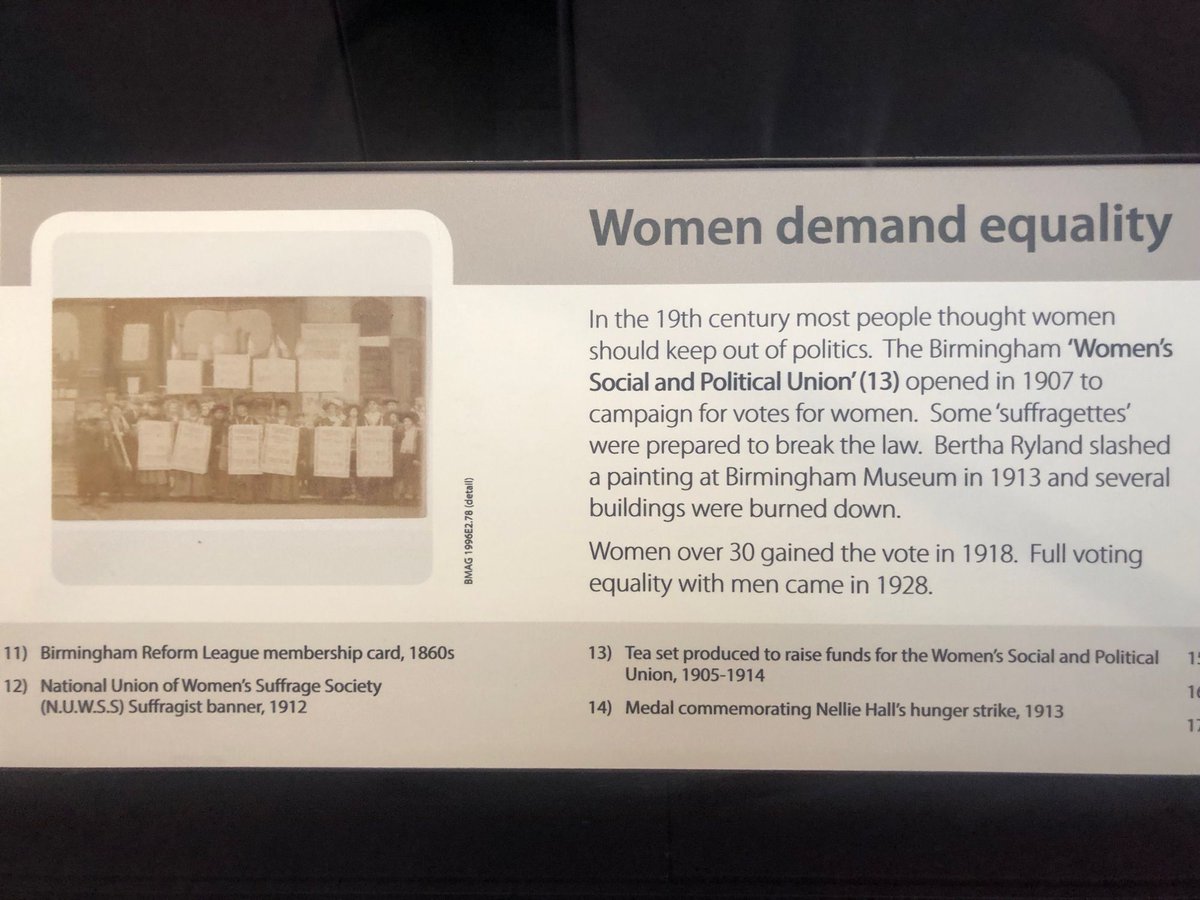 Women demand equality
In the 19th century most people thought women
should keep out of politics. The Birmingham ‘Women’s
Social and Political Union’ (13) opened in 1907 to
campaign for votes for women. Some ‘suffragettes’
were prepared to break the law. Bertha Ryland slashed
a painting at Birmingham Museum in 1913 and several
buildings were burned down.
Women over 30 gained the vote in 1918. Full voting
equality with men came in 1928.
BMAG 1996E2.78 (detail)
11) Birmingham Reform League membership card, 1860s
12) National Union of Women’s Suffrage Society
(N.U.W.S.S) Suffragist banner, 1912
13) Tea set produced to raise funds for the Women’s Social and Political
Union, 1905-1914
14) Medal commemorating Nellie Hall’s hunger strike, 1913